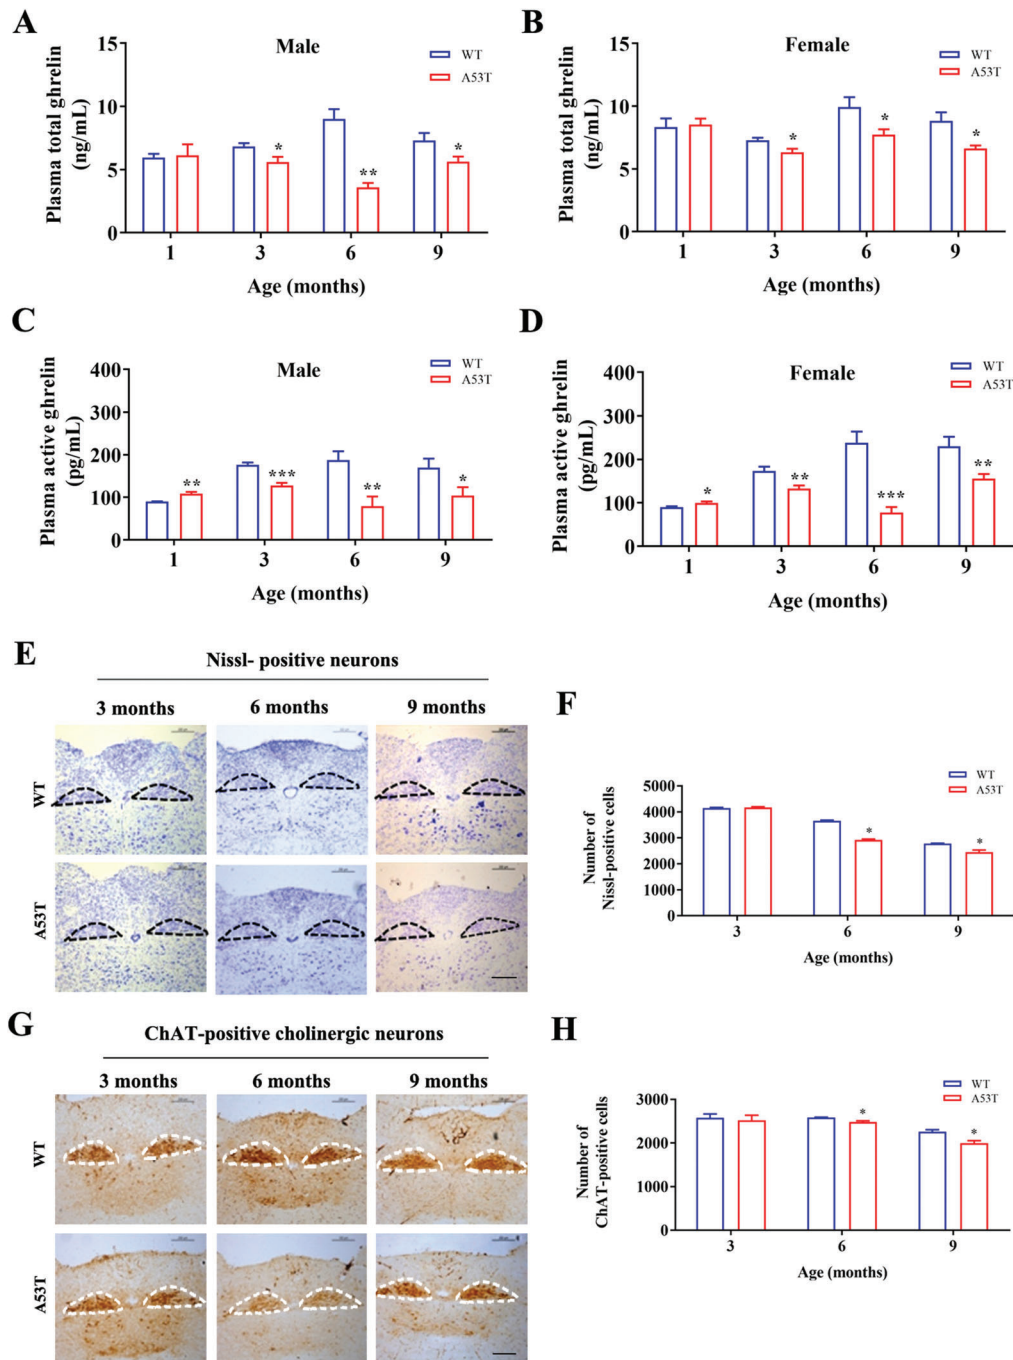 A
Male
WT
A53T
Plasma total ghrelin
(ng/mL)
15
10
5
0
*
**
*
1 3 6 9
Age (months)
B
Female
WT
A53T
Plasma total ghrelin
(ng/mL)
15
10
5
0
*
*
*
1 3 6 9
Age (months)
C
Male
WT
A53T
Plasma active ghrelin
(pg/mL)
400
300
200
100
0
**
***
**
*
1 3 6 9
Age (months)
D
Female
WT
A53T
Plasma active ghrelin
(pg/mL)
400
300
200
100
0
*
**
***
**
1 3 6 9
Age (months)
E
Nissl- positive neurons
3 months 6 months 9 months
WT
A53T
F
WT
A53T
Number of
Nissl-positive cells
5000
4000
3000
2000
1000
0
*
*
3 6 9
Age (months)
G
ChAT-positive cholinergic neurons
3 months 6 months 9 months
WT
A53T
H
WT
A53T
Number of
ChAT-positive cells
3000
2000
1000
0
*
*
3 6 9
Age (months)